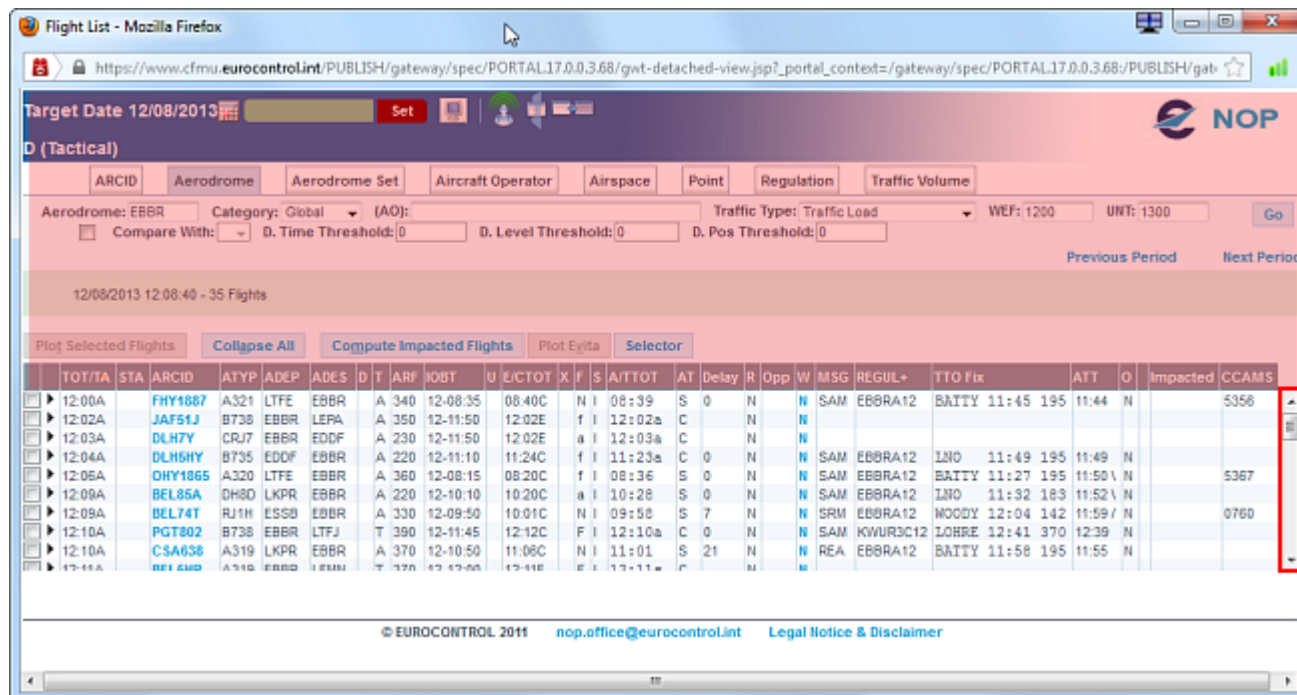 Flight List - Mozilla Firefox
https://www.cfmu.eurocontrol.int/PUBLISH/gateway/spec/PORTAL.17.0.0.3.68/gwt-detached-view.jsp?_portal_context=/gateway/spec/PORTAL.17.0.0.3.68:/PUBLISH/gat
Target Date 12/08/2013 Set NOP
D (Tactical)
ARCID Aerodrome Aerodrome Set Aircraft Operator Airspace Point Regulation Traffic Volume
Aerodrome: EBBR Category: Global (AO): Traffic Type: Traffic Load WEF: 1200 UNT: 1300 Go
Compare With: D. Time Threshold: 0 D. Level Threshold: 0 D. Pos Threshold: 0
Previous Period Next Period
12/08/2013 12:08:40 - 35 Flights
Plot Selected Flights Collapse All Compute Impacted Flights Plot Evita Selector
TOT/TA STA ARCID ATYP ADEP ADES D T ARF IOBT U E/CTOT X F S A/TTOT AT Delay R Opp W MSG REGUL+ TTO Fix ATT O Impacted CCAMS
12:00A FHY1887 A321 LTFE EBBR A 340 12-08:35 08:40C N I 08:39 S 0 N N SAM EBBRA12 BATTY 11:45 195 11:44 N 5356
12:02A JAF51J B738 EBBR LEPA A 350 12-11:50 12:02E f I 12:02a C N N
12:03A DLH7Y CRJ7 EBBR EDDF A 230 12-11:50 12:02E a I 12:03a C N N
12:04A DLH5HY B735 EDDF EBBR A 220 12-11:10 11:24C f I 11:23a C 0 N N SAM EBBRA12 LNO 11:49 195 11:49 N
12:06A OHY1865 A320 LTFE EBBR A 360 12-08:15 08:20C f I 08:36 S 0 N N SAM EBBRA12 BATTY 11:27 195 11:50 \ N 5367
12:09A BEL85A DH8D LKPR EBBR A 220 12-10:10 10:20C a I 10:28 S 0 N N SAM EBBRA12 LNO 11:32 183 11:52 \ N
12:09A BEL74T RJ1H ESSB EBBR A 330 12-09:50 10:01C N I 09:58 S 7 N N SRM EBBRA12 WOODY 12:04 142 11:59 / N 0760
12:10A PGT802 B738 EBBR LTFJ T 390 12-11:45 12:12C F I 12:10a C 0 N N SAM KWUR3C12 LOHRE 12:41 370 12:39 N
12:10A CSA638 A319 LKPR EBBR A 370 12-10:50 11:06C N I 11:01 S 21 N N REA EBBRA12 BATTY 11:58 195 11:55 N
12:11A A319 EBBR T 370 12-12:00 12:11E
© EUROCONTROL 2011 nop.office@eurocontrol.int Legal Notice & Disclaimer